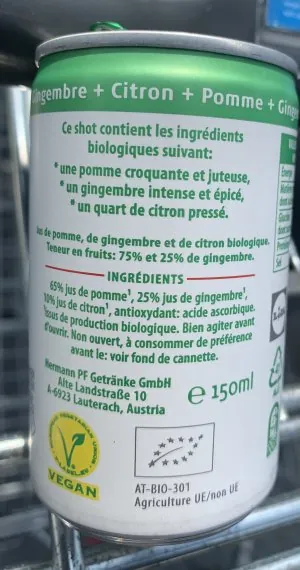 ingembre + Citron + Pomme + Ging
Ce shot contient les ingrédients
biologiques suivant:
*une pomme croquante et juteuse,
*un gingembre intense et épicé,
*un quart de citron pressé.
de pomme, de gingembre et de citron biologique.
Teneur en fruits: 75% et 25% de gingembre.
INGRÉDIENTS
65% jus de pomme¹, 25% jus de gingembre¹,
10% jus de citron¹, antioxydant: acide ascorbique.
¹issus de production biologique. Bien agiter avant
d'ouvrir. Non ouvert, à consommer de préférence
avant le: voir fond de cannette.
Hermann PF Getränke GmbH
Alte Landstraße 10
A-6923 Lauterach, Austria
e 150ml
VEGAN
AT-BIO-301
Agriculture UE/non UE